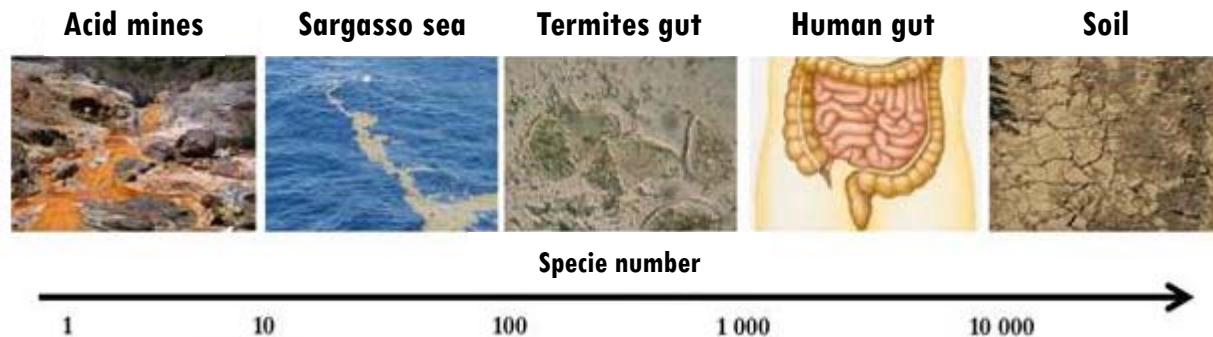 Acid mines Sargasso sea Termites gut Human gut Soil
Specie number
1 10 100 1 000 10 000